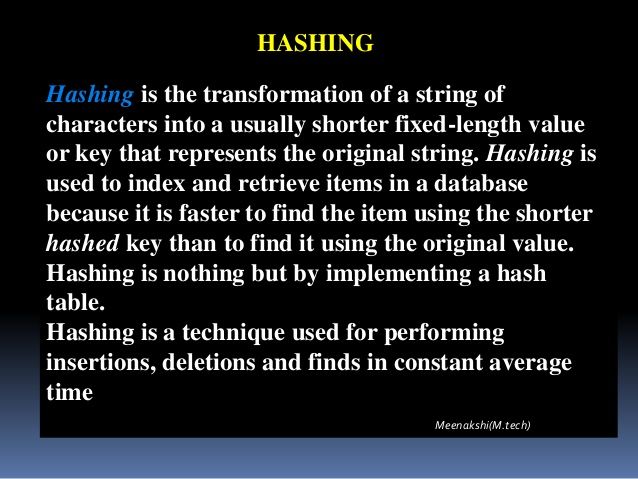 HASHING
Hashing is the transformation of a string of
characters into a usually shorter fixed-length value
or key that represents the original string. Hashing is
used to index and retrieve items in a database
because it is faster to find the item using the shorter
hashed key than to find it using the original value.
Hashing is nothing but by implementing a hash
table.
Hashing is a technique used for performing
insertions, deletions and finds in constant average
time
Meenakshi(M.tech)